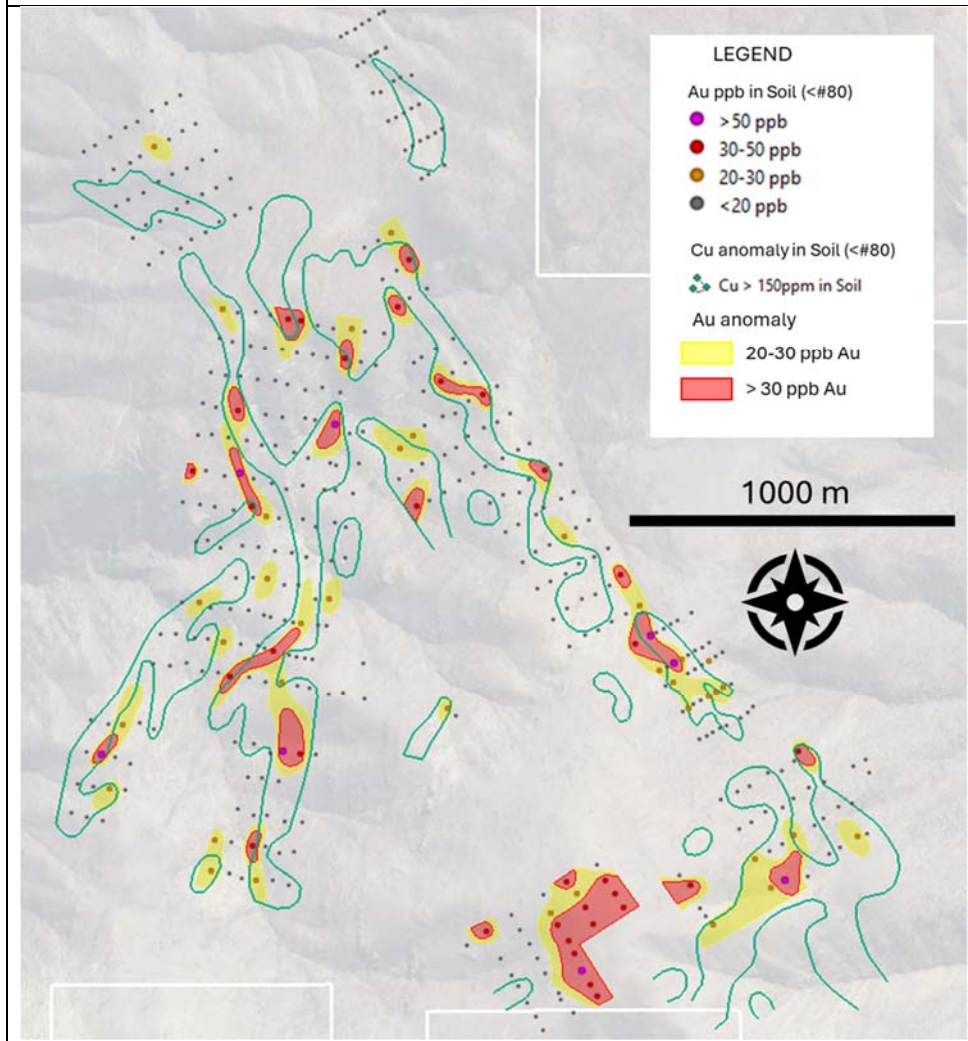 LEGEND
Au ppb in Soil (<#80)
>50 ppb
30-50 ppb
20-30 ppb
<20 ppb
Cu anomaly in Soil (<#80)
Cu > 150ppm in Soil
Au anomaly
20-30 ppb Au
> 30 ppb Au
1000 m